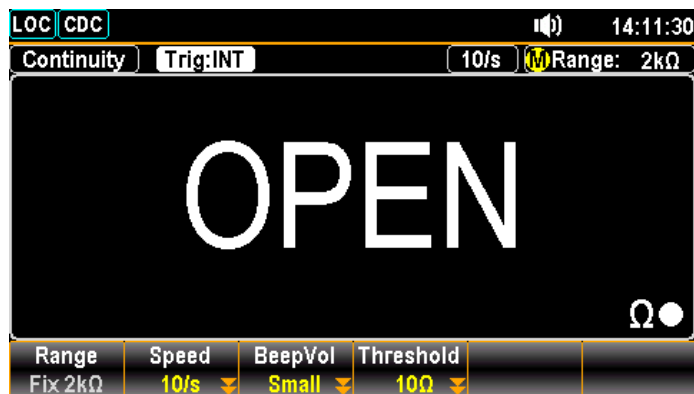 LOC CDC 14:11:30
Continuity Trig:INT 10/s M Range: 2kΩ
OPEN
Ω
Range Speed BeepVol Threshold
Fix 2kΩ 10/s Small 10Ω